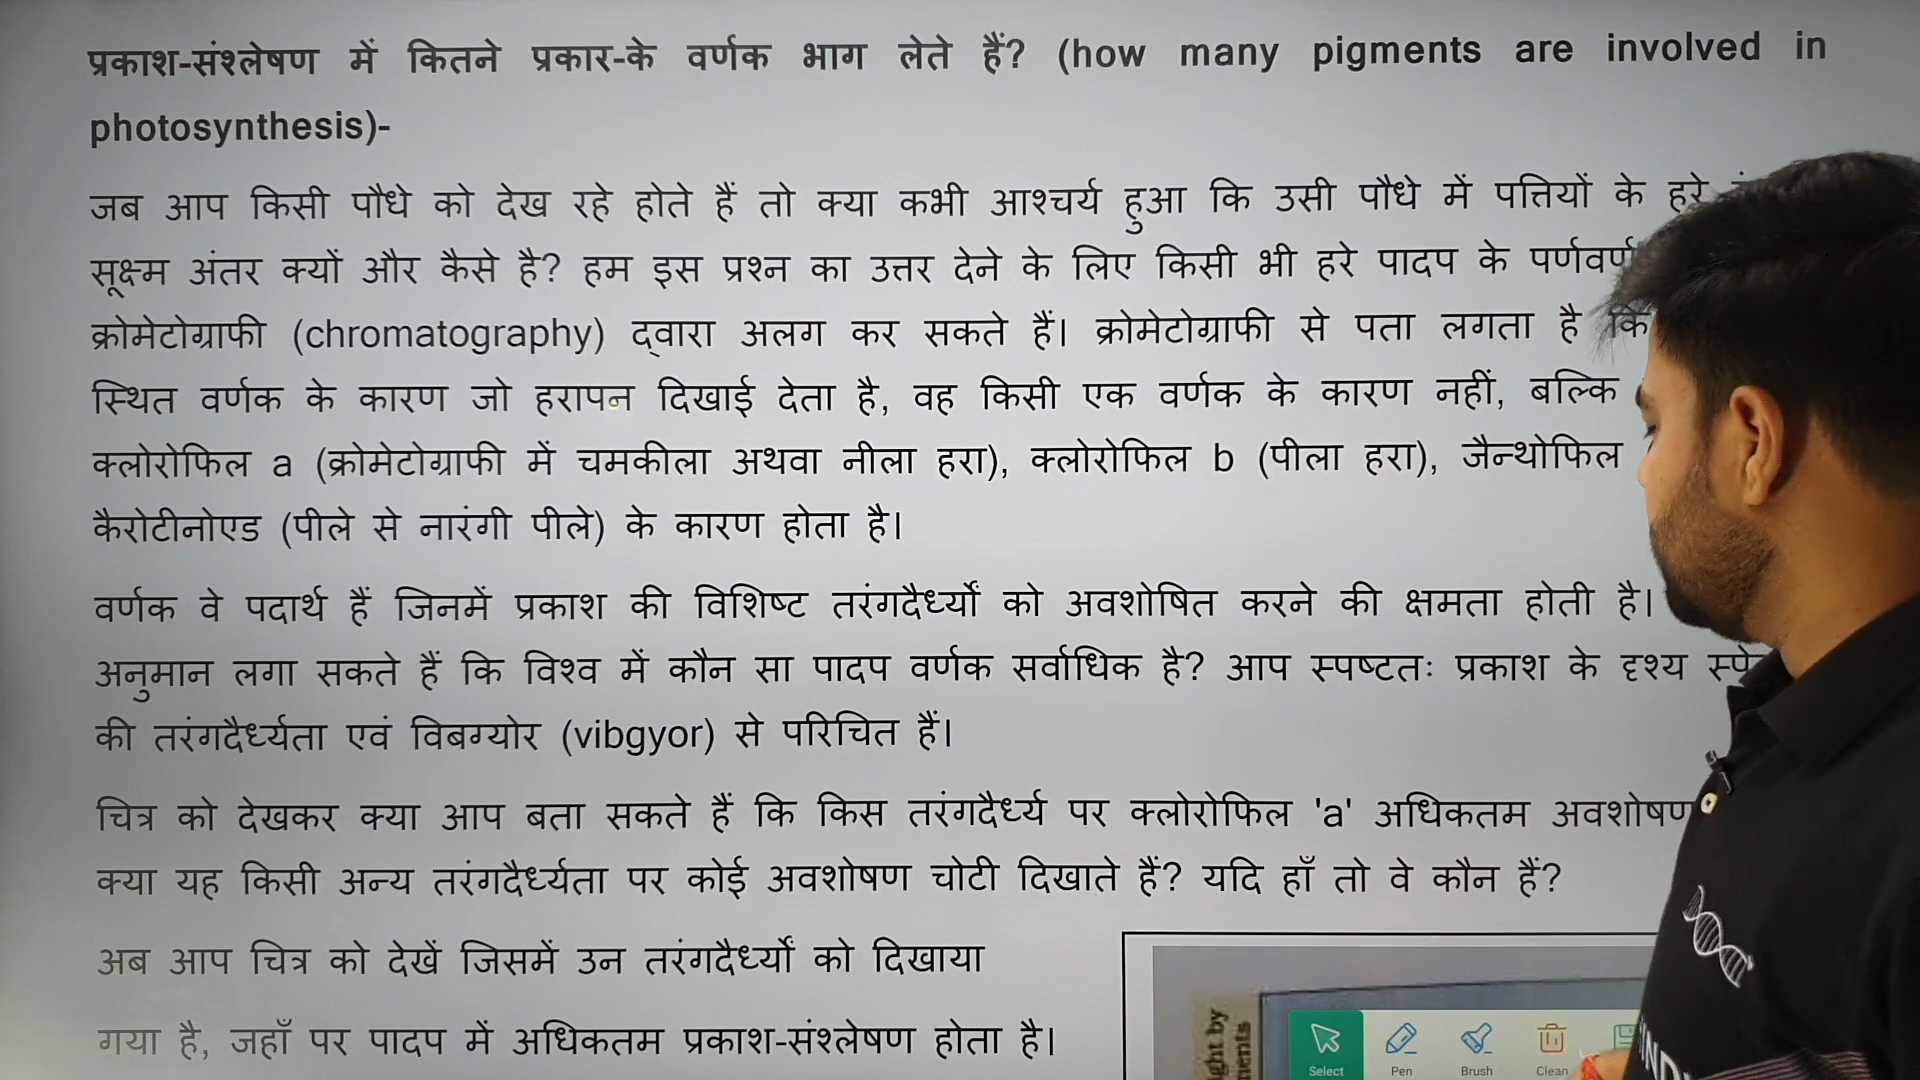 प्रकाश-संश्लेषण में कितने प्रकार-के वर्णक भाग लेते हैं? (how many pigments are involved in
photosynthesis)-
जब आप किसी पौधे को देख रहे होते हैं तो क्या कभी आश्चर्य हुआ कि उसी पौधे में पत्तियों के हरे
सूक्ष्म अंतर क्यों और कैसे है? हम इस प्रश्न का उत्तर देने के लिए किसी भी हरे पादप के
क्रोमेटोग्राफी (chromatography) द्वारा अलग कर सकते हैं। क्रोमेटोग्राफी से पता लगता है कि
स्थित वर्णक के कारण जो हरापन दिखाई देता है, वह किसी एक वर्णक के कारण नहीं, बल्कि
क्लोरोफिल a (क्रोमेटोग्राफी में चमकीला अथवा नीला हरा), क्लोरोफिल b (पीला हरा), जैन्थोफिल
कैरोटीनोएड (पीले से नारंगी पीले) के कारण होता है।
वर्णक वे पदार्थ हैं जिनमें प्रकाश की विशिष्ट तरंगदैर्ध्यों को अवशोषित करने की क्षमता होती है।
अनुमान लगा सकते हैं कि विश्व में कौन सा पादप वर्णक सर्वाधिक है? आप स्पष्टतः प्रकाश के दृश्य
की तरंगदैर्ध्यता एवं विबग्योर (vibgyor) से परिचित हैं।
चित्र को देखकर क्या आप बता सकते हैं कि किस तरंगदैर्ध्य पर क्लोरोफिल 'a' अधिकतम अवशोषण
क्या यह किसी अन्य तरंगदैर्ध्यता पर कोई अवशोषण चोटी दिखाते हैं? यदि हाँ तो वे कौन हैं?
अब आप चित्र को देखें जिसमें उन तरंगदैर्ध्यों को दिखाया
गया है, जहाँ पर पादप में अधिकतम प्रकाश-संश्लेषण होता है।
Select Pen Brush Clean